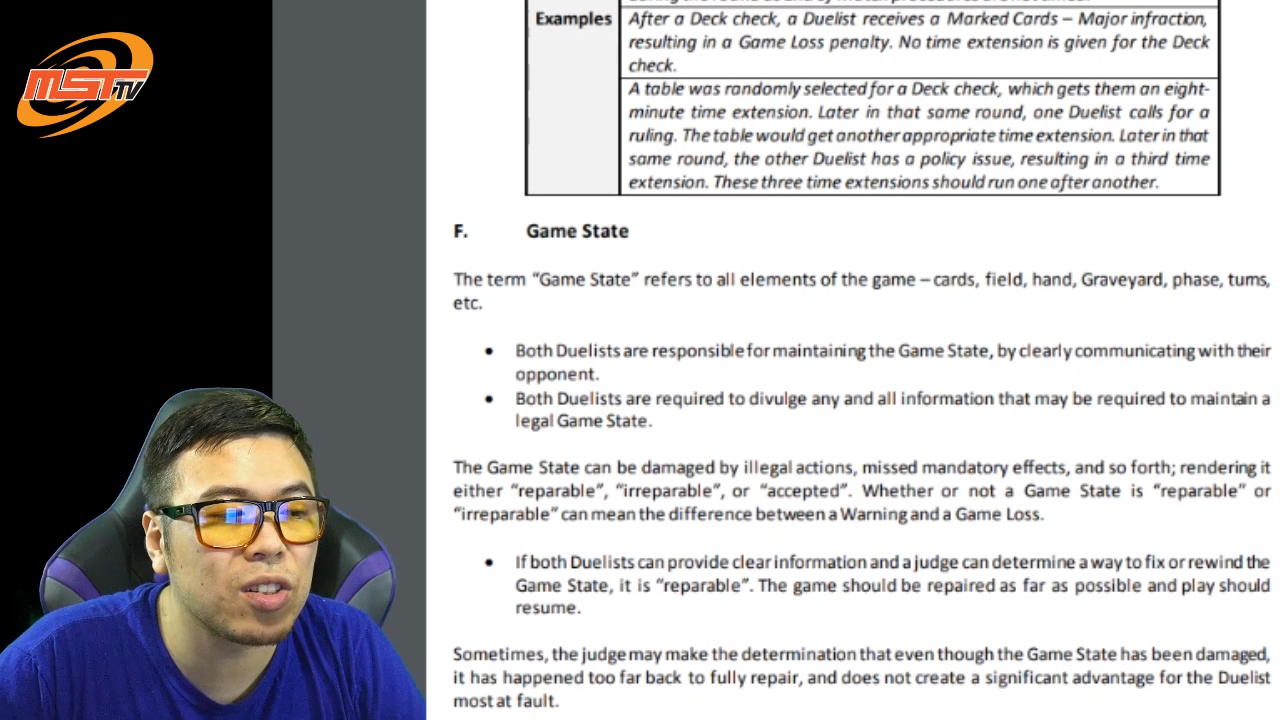 MST TV
Examples
After a Deck check, a Duelist receives a Marked Cards – Major infraction,
resulting in a Game Loss penalty. No time extension is given for the Deck
check.
A table was randomly selected for a Deck check, which gets them an eight-
minute time extension. Later in that same round, one Duelist calls for a
ruling. The table would get another appropriate time extension. Later in that
same round, the other Duelist has a policy issue, resulting in a third time
extension. These three time extensions should run one after another.
F. Game State
The term “Game State” refers to all elements of the game – cards, field, hand, Graveyard, phase, turns,
etc.
• Both Duelists are responsible for maintaining the Game State, by clearly communicating with their
opponent.
• Both Duelists are required to divulge any and all information that may be required to maintain a
legal Game State.
The Game State can be damaged by illegal actions, missed mandatory effects, and so forth; rendering it
either “reparable”, “irreparable”, or “accepted”. Whether or not a Game State is “reparable” or
“irreparable” can mean the difference between a Warning and a Game Loss.
• If both Duelists can provide clear information and a judge can determine a way to fix or rewind the
Game State, it is “reparable”. The game should be repaired as far as possible and play should
resume.
Sometimes, the judge may make the determination that even though the Game State has been damaged,
it has happened too far back to fully repair, and does not create a significant advantage for the Duelist
most at fault.